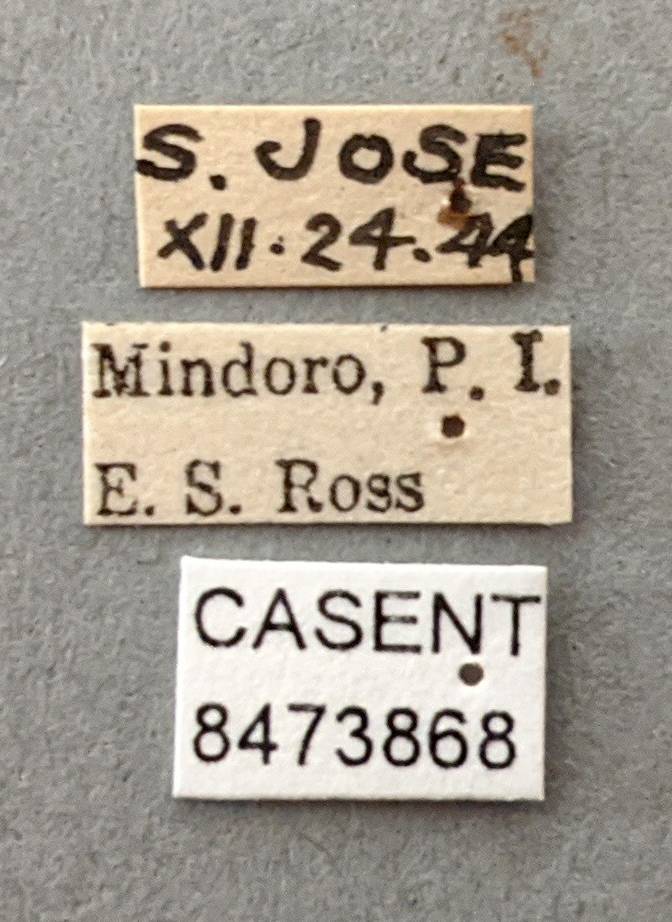 S. JOSE
XII·24.44
Mindoro, P. I.
E. S. Ross
CASENT
8473868